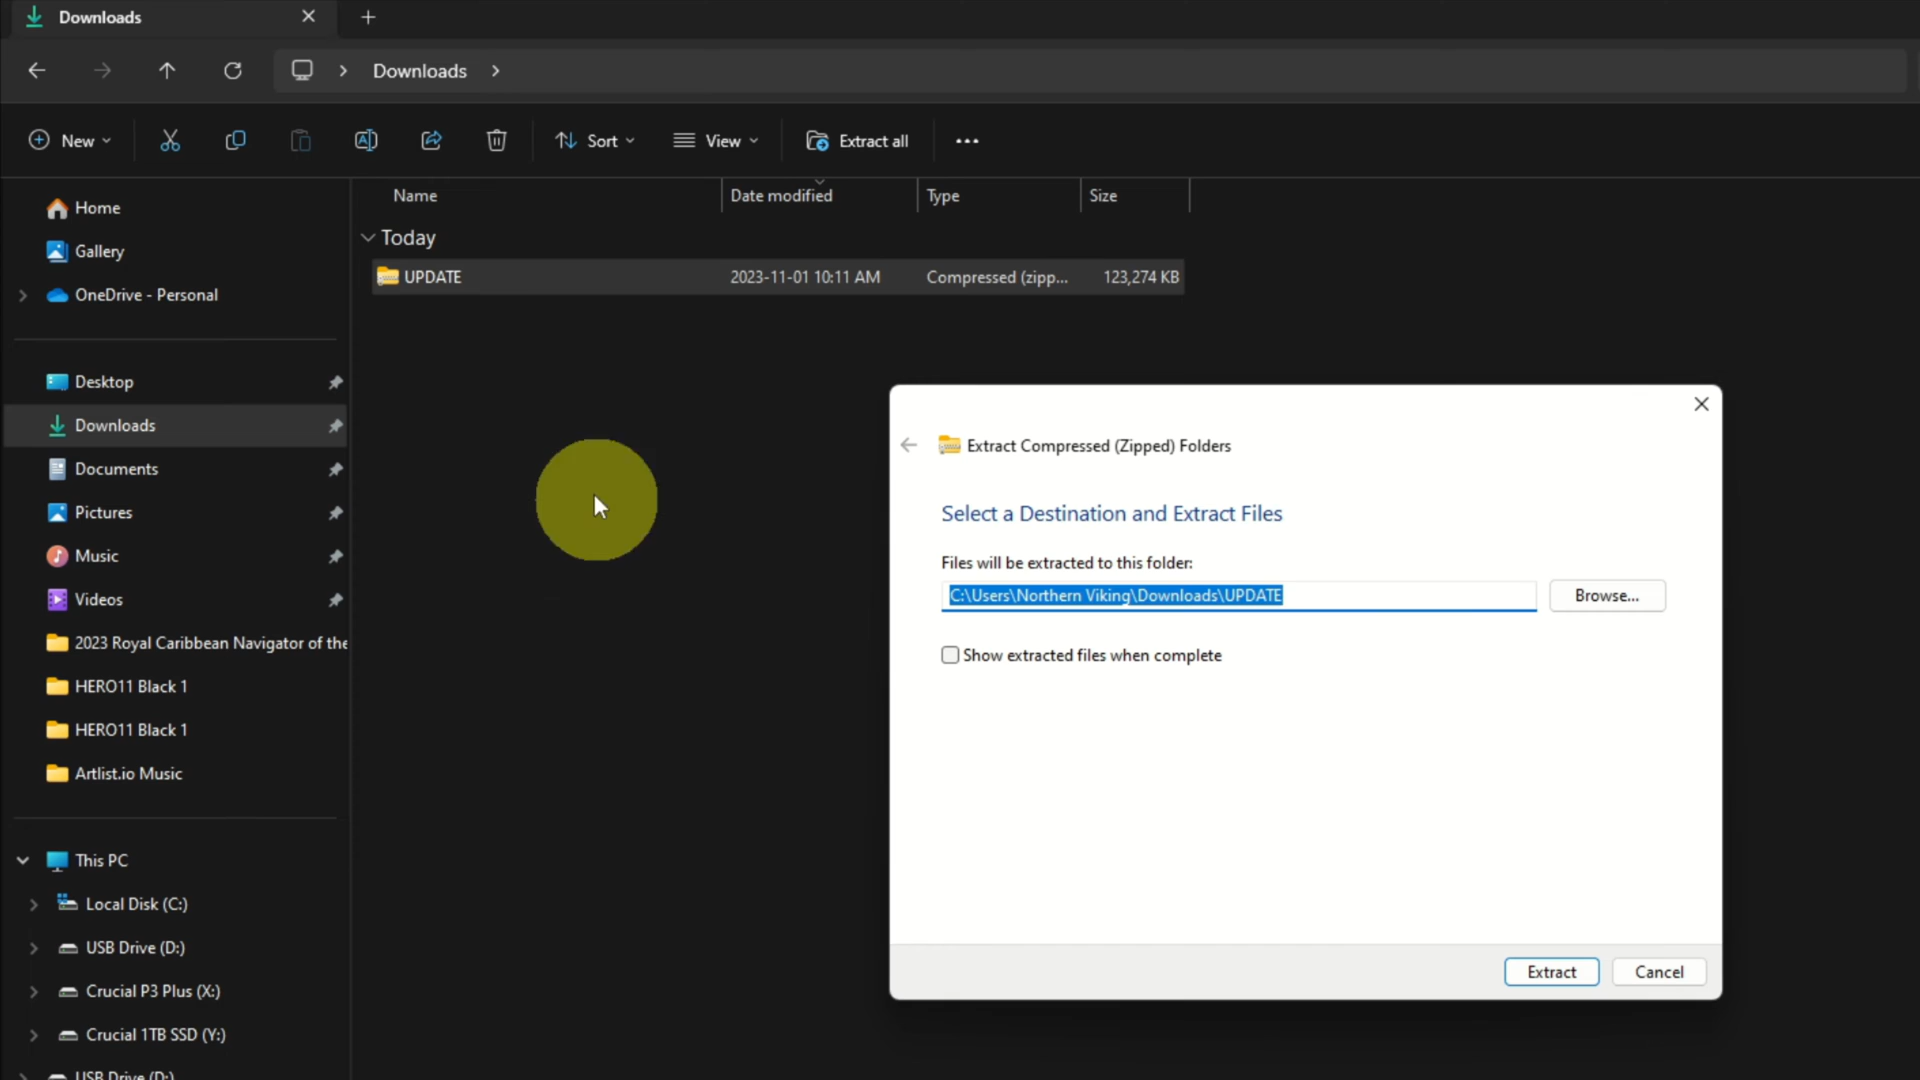 Downloads
Downloads
New
Sort
View
Extract all
Name
Date modified
Type
Size
Home
Gallery
OneDrive - Personal
Today
UPDATE
2023-11-01 10:11 AM
Compressed (zipp...
123,274 KB
Desktop
Downloads
Documents
Pictures
Music
Videos
2023 Royal Caribbean Navigator of the
HERO11 Black 1
HERO11 Black 1
Artlist.io Music
This PC
Local Disk (C:)
USB Drive (D:)
Crucial P3 Plus (X:)
Crucial 1TB SSD (Y:)
USB Drive (D:)
Extract Compressed (Zipped) Folders
Select a Destination and Extract Files
Files will be extracted to this folder:
C:\Users\Northern Viking\Downloads\UPDATE
Browse...
Show extracted files when complete
Extract
Cancel